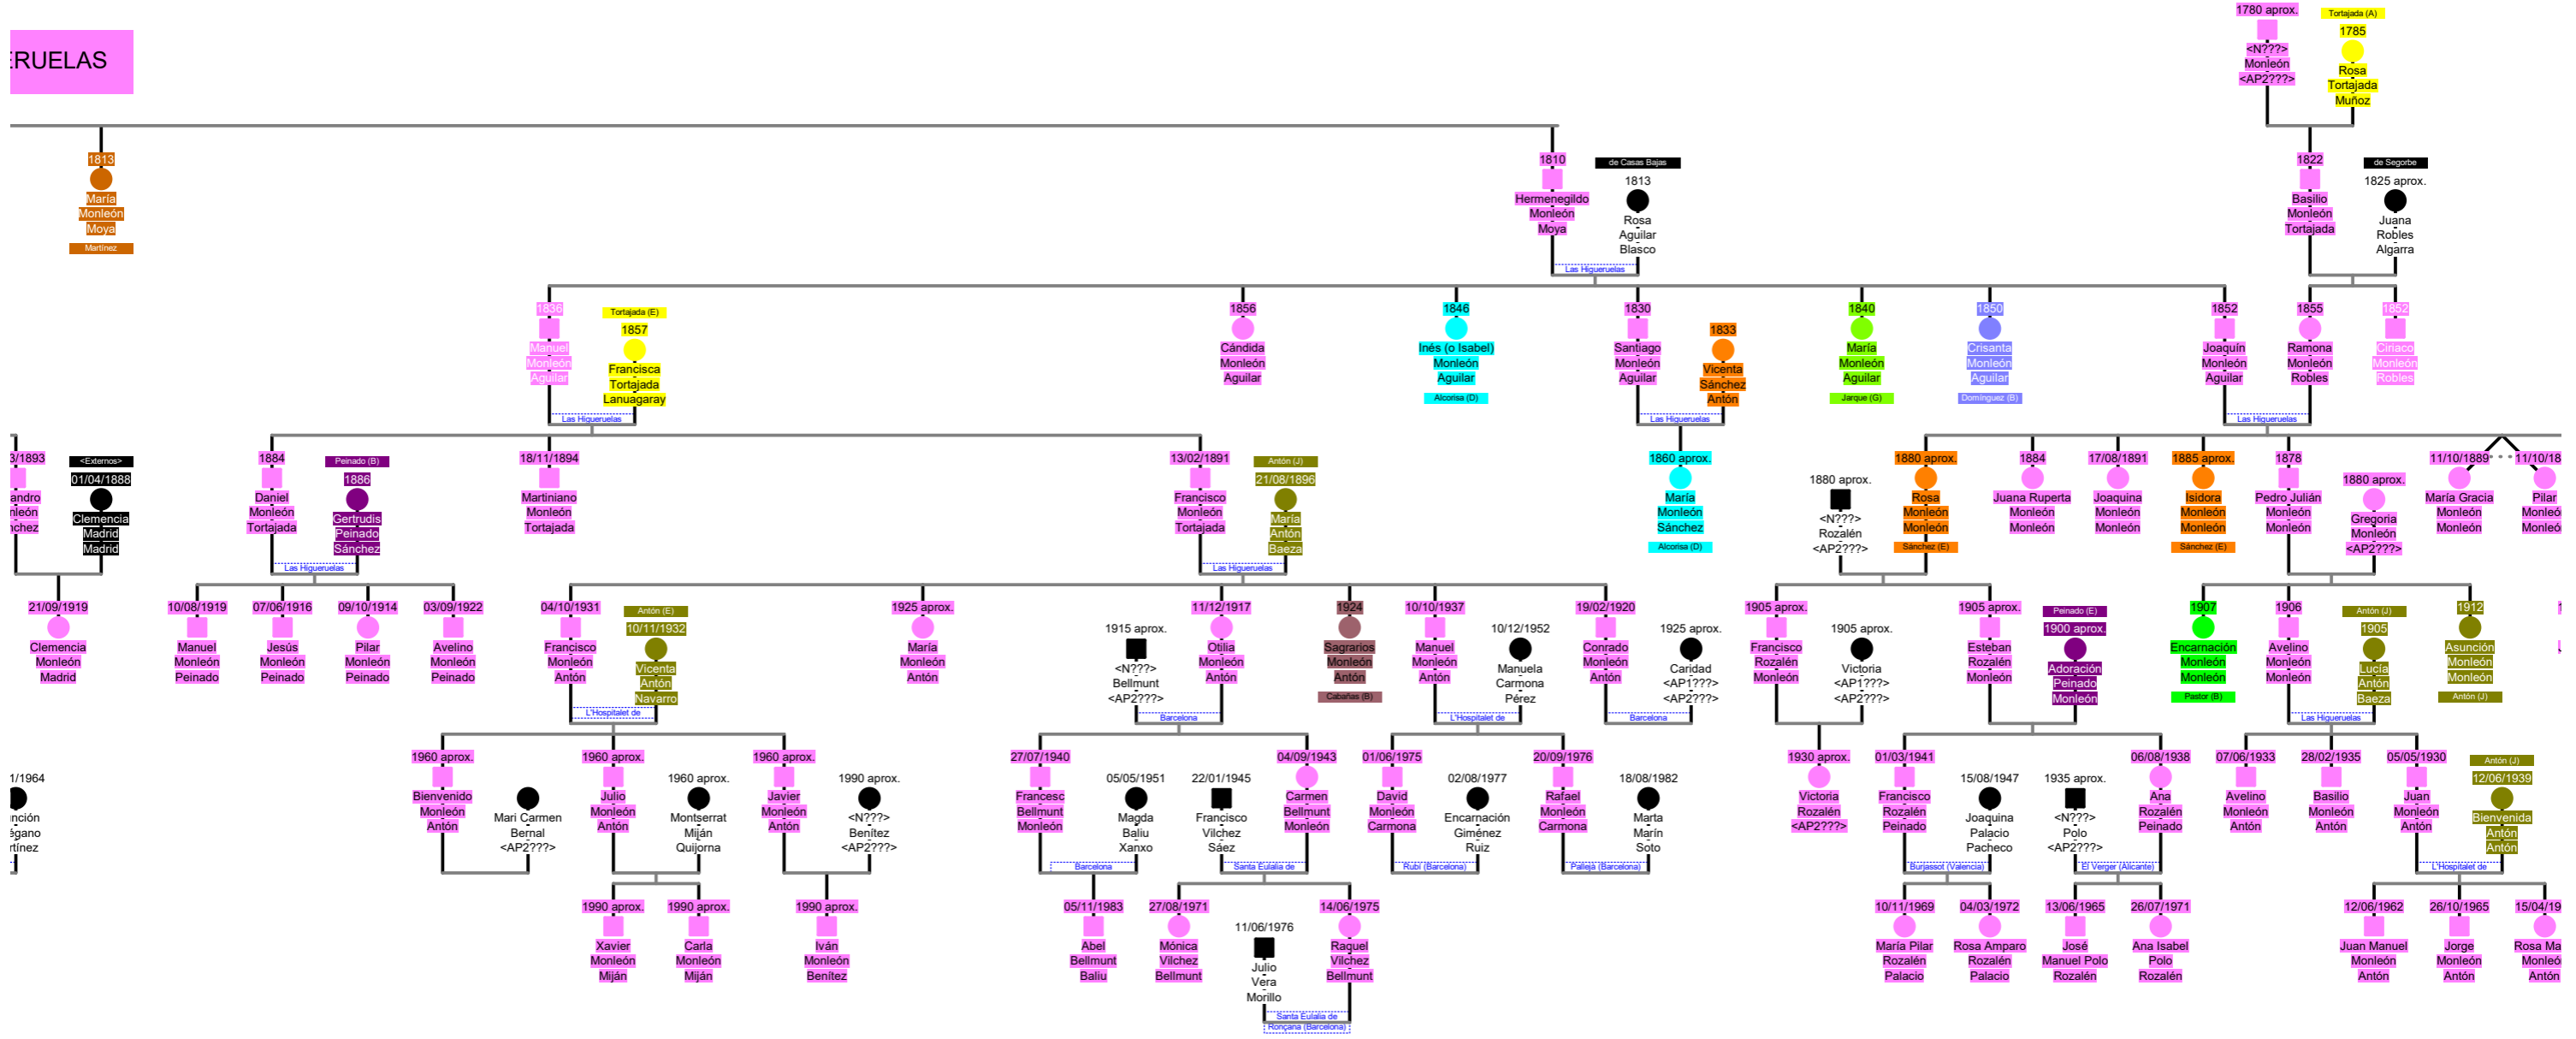 ERUELAS
1780 aprox.
<N???>
Monleón
<AP2???>
Tortajada (A)
1785
Rosa
Tortajada
Muñoz
1813
María
Monleón
Moya
Martínez
1810
Hermenegildo
Monleón
Moya
de Casas Bajas
1813
Rosa
Aguilar
Blasco
Las Higueruelas
1822
Basilio
Monleón
Tortajada
de Segorbe
1825 aprox.
Juana
Robles
Algarra
1836
Manuel
Monleón
Aguilar
Tortajada (E)
1857
Francisca
Tortajada
Lanuagaray
Las Higueruelas
1856
Cándida
Monleón
Aguilar
1846
Inés (o Isabel)
Monleón
Aguilar
Alcorisa (D)
1830
Santiago
Monleón
Aguilar
1833
Vicenta
Sánchez
Antón
Las Higueruelas
1840
María
Monleón
Aguilar
Jarque (G)
1850
Crisanta
Monleón
Aguilar
Domínguez (B)
1852
Joaquín
Monleón
Aguilar
1855
Ramona
Monleón
Robles
Las Higueruelas
1852
Ciriaco
Monleón
Robles
3/1893
andro
nleón
nchez
<Externos>
01/04/1888
Clemencia
Madrid
Madrid
1884
Daniel
Monleón
Tortajada
Peinado (B)
1886
Gertrudis
Peinado
Sánchez
Las Higueruelas
18/11/1894
Martiniano
Monleón
Tortajada
13/02/1891
Francisco
Monleón
Tortajada
Antón (J)
21/08/1896
María
Antón
Baeza
Las Higueruelas
1860 aprox.
María
Monleón
Sánchez
Alcorisa (D)
1880 aprox.
<N???>
Rozalén
<AP2???>
1880 aprox.
Rosa
Monleón
Monleón
Sánchez (E)
1884
Juana Ruperta
Monleón
Monleón
17/08/1891
Joaquina
Monleón
Monleón
1885 aprox.
Isidora
Monleón
Monleón
Sánchez (E)
1878
Pedro Julián
Monleón
Monleón
1880 aprox.
Gregoria
Monleón
<AP2???>
11/10/1889
María Gracia
Monleón
Monleón
11/10/18
Pilar
Monleó
Monleó
21/09/1919
Clemencia
Monleón
Madrid
10/08/1919
Manuel
Monleón
Peinado
07/06/1916
Jesús
Monleón
Peinado
09/10/1914
Pilar
Monleón
Peinado
03/09/1922
Avelino
Monleón
Peinado
04/10/1931
Francisco
Monleón
Antón
Antón (E)
10/11/1932
Vicenta
Antón
Navarro
L'Hospitalet de
1925 aprox.
María
Monleón
Antón
1915 aprox.
<N???>
Bellmunt
<AP2???>
11/12/1917
Otilia
Monleón
Antón
Barcelona
1924
Sagrarios
Monleón
Antón
Cabañas (B)
10/10/1937
Manuel
Monleón
Antón
10/12/1952
Manuela
Carmona
Pérez
L'Hospitalet de
19/02/1920
Conrado
Monleón
Antón
1925 aprox.
Caridad
<AP1???>
<AP2???>
Barcelona
1905 aprox.
Francisco
Rozalén
Monleón
1905 aprox.
Victoria
<AP1???>
<AP2???>
1905 aprox.
Esteban
Rozalén
Monleón
Peinado (E)
1900 aprox.
Adoración
Peinado
Monleón
1907
Encarnación
Monleón
Monleón
Pastor (B)
1906
Avelino
Monleón
Monleón
Antón (J)
1905
Lucía
Antón
Baeza
Las Higueruelas
1912
Asunción
Monleón
Monleón
Antón (J)
1/1964
nción
égano
rtínez
1960 aprox.
Bienvenido
Monleón
Antón
Mari Carmen
Bernal
<AP2???>
1960 aprox.
Julio
Monleón
Antón
1960 aprox.
Montserrat
Miján
Quijorna
1960 aprox.
Javier
Monleón
Antón
1990 aprox.
<N???>
Benítez
<AP2???>
27/07/1940
Francesc
Bellmunt
Monleón
05/05/1951
Magda
Baliu
Xanxo
Barcelona
22/01/1945
Francisco
Vilchez
Sáez
04/09/1943
Carmen
Bellmunt
Monleón
Santa Eulalia de
01/06/1975
David
Monleón
Carmona
02/08/1977
Encarnación
Giménez
Ruiz
Rubí (Barcelona)
20/09/1976
Rafael
Monleón
Carmona
18/08/1982
Marta
Marín
Soto
Pallejà (Barcelona)
1930 aprox.
Victoria
Rozalén
<AP2???>
01/03/1941
Francisco
Rozalén
Peinado
15/08/1947
Joaquina
Palacio
Pacheco
Burjassot (Valencia)
1935 aprox.
<N???>
Polo
<AP2???>
06/08/1938
Ana
Rozalén
Peinado
El Verger (Alicante)
07/06/1933
Avelino
Monleón
Antón
28/02/1935
Basilio
Monleón
Antón
05/05/1930
Juan
Monleón
Antón
Antón (J)
12/06/1939
Bienvenida
Antón
Antón
L'Hospitalet de
1990 aprox.
Xavier
Monleón
Miján
1990 aprox.
Carla
Monleón
Miján
1990 aprox.
Iván
Monleón
Benítez
05/11/1983
Abel
Bellmunt
Baliu
27/08/1971
Mónica
Vilchez
Bellmunt
11/06/1976
Julio
Vera
Morillo
14/06/1975
Raquel
Vilchez
Bellmunt
Santa Eulalia de
Ronçana (Barcelona)
10/11/1969
María Pilar
Rozalén
Palacio
04/03/1972
Rosa Amparo
Rozalén
Palacio
13/06/1965
José
Manuel Polo
Rozalén
26/07/1971
Ana Isabel
Polo
Rozalén
12/06/1962
Juan Manuel
Monleón
Antón
26/10/1965
Jorge
Monleón
Antón
15/04/19
Rosa Ma
Monleó
Antón